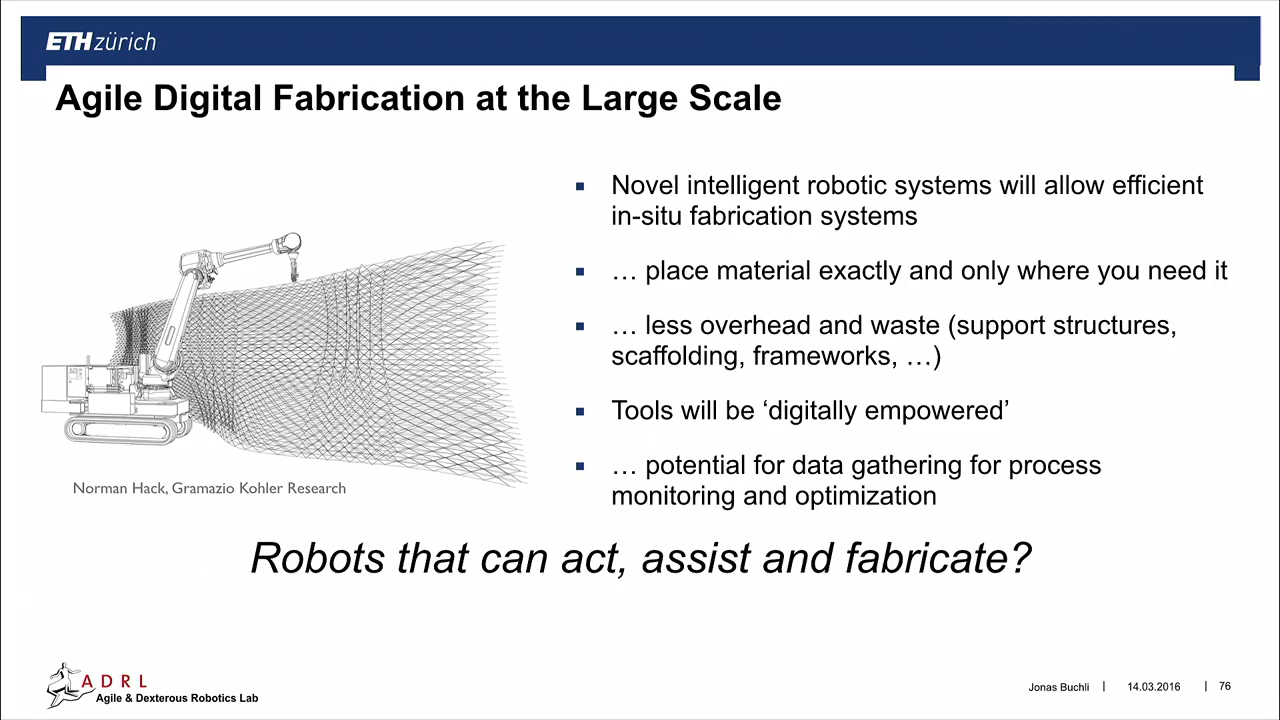 ETHzürich
Agile Digital Fabrication at the Large Scale
▪ Novel intelligent robotic systems will allow efficient
in-situ fabrication systems
▪ … place material exactly and only where you need it
▪ … less overhead and waste (support structures,
scaffolding, frameworks, …)
▪ Tools will be ‘digitally empowered’
▪ … potential for data gathering for process
monitoring and optimization
Norman Hack, Gramazio Kohler Research
Robots that can act, assist and fabricate?
A D R L
Agile & Dexterous Robotics Lab
Jonas Buchli | 14.03.2016 | 76